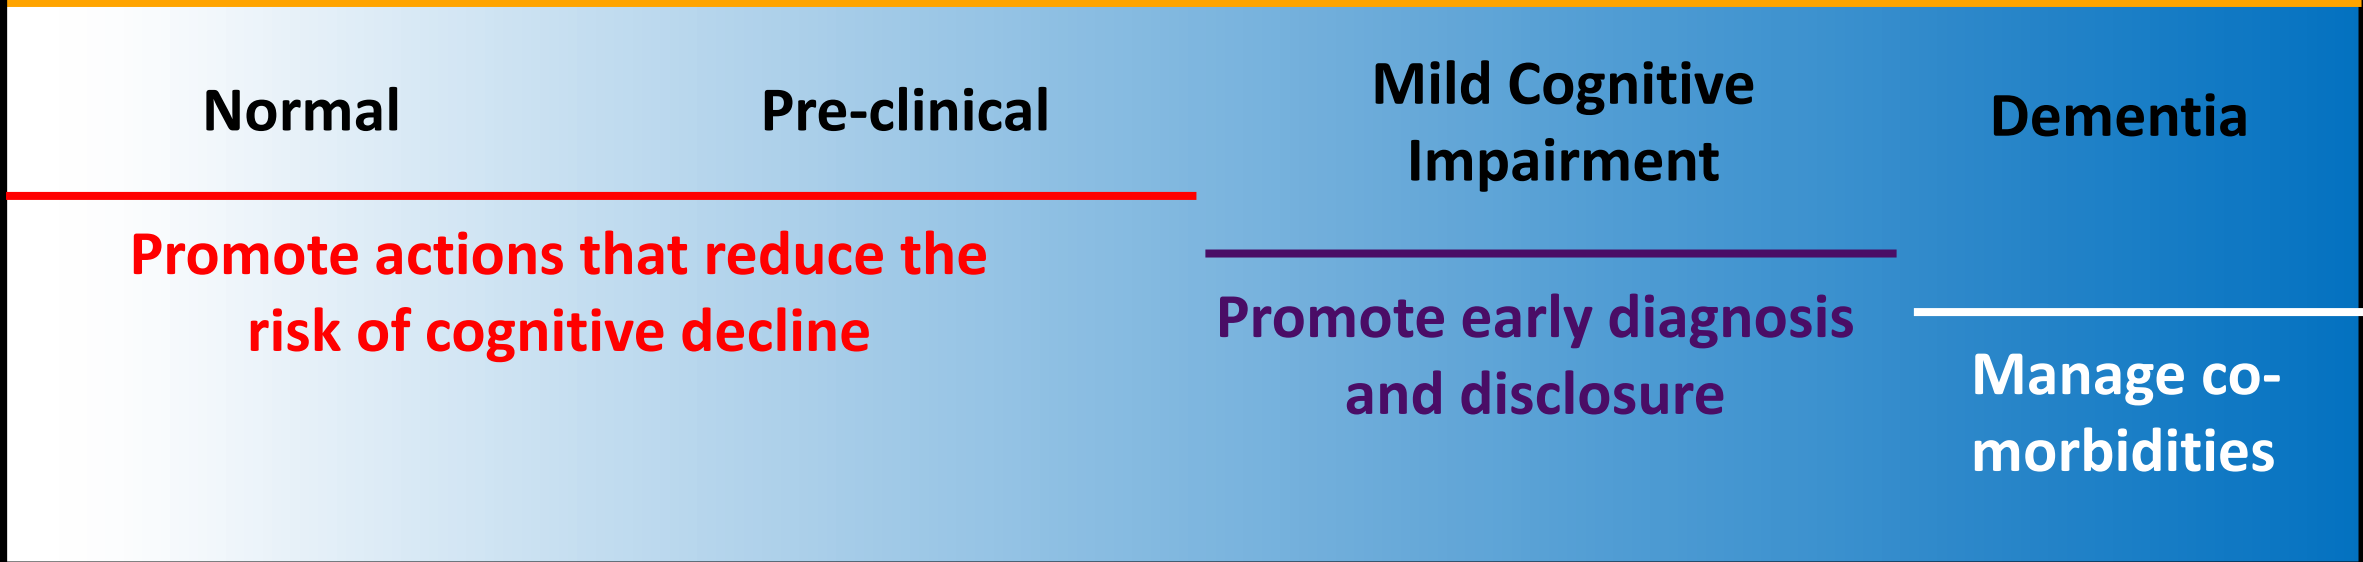 Normal
Pre-clinical
Mild Cognitive
Impairment
Dementia
Promote actions that reduce the
risk of cognitive decline
Promote early diagnosis
and disclosure
Manage co-
morbidities